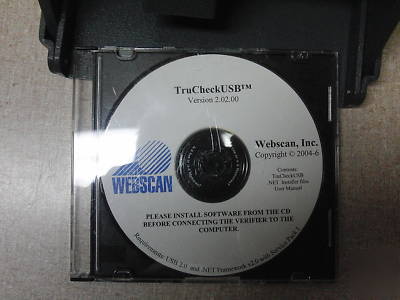 TruCheckUSB™
Version 2.02.00
Webscan, Inc.
Copyright © 2004-6
Contents:
TruCheckUSB
.NET Installer files
User Manual
WEBSCAN
PLEASE INSTALL SOFTWARE FROM THE CD
BEFORE CONNECTING THE VERIFIER TO THE
COMPUTER.
Requirements: USB 2.0 and .NET Framework v2.0 with Service Pack 1